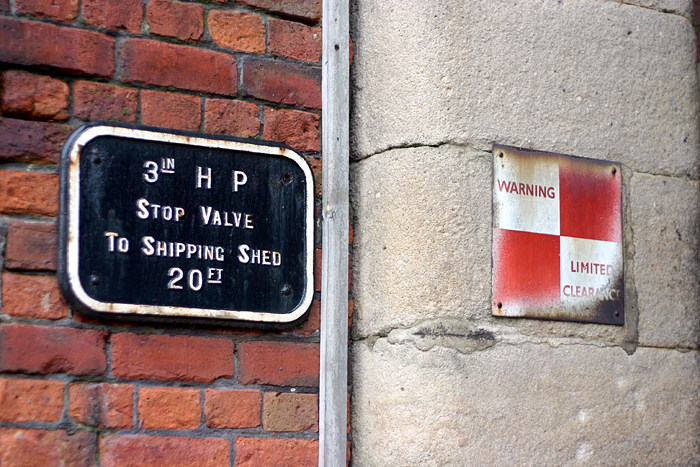 3IN H P
STOP VALVE
TO SHIPPING SHED
20FT
WARNING
LIMITED
CLEARANCE